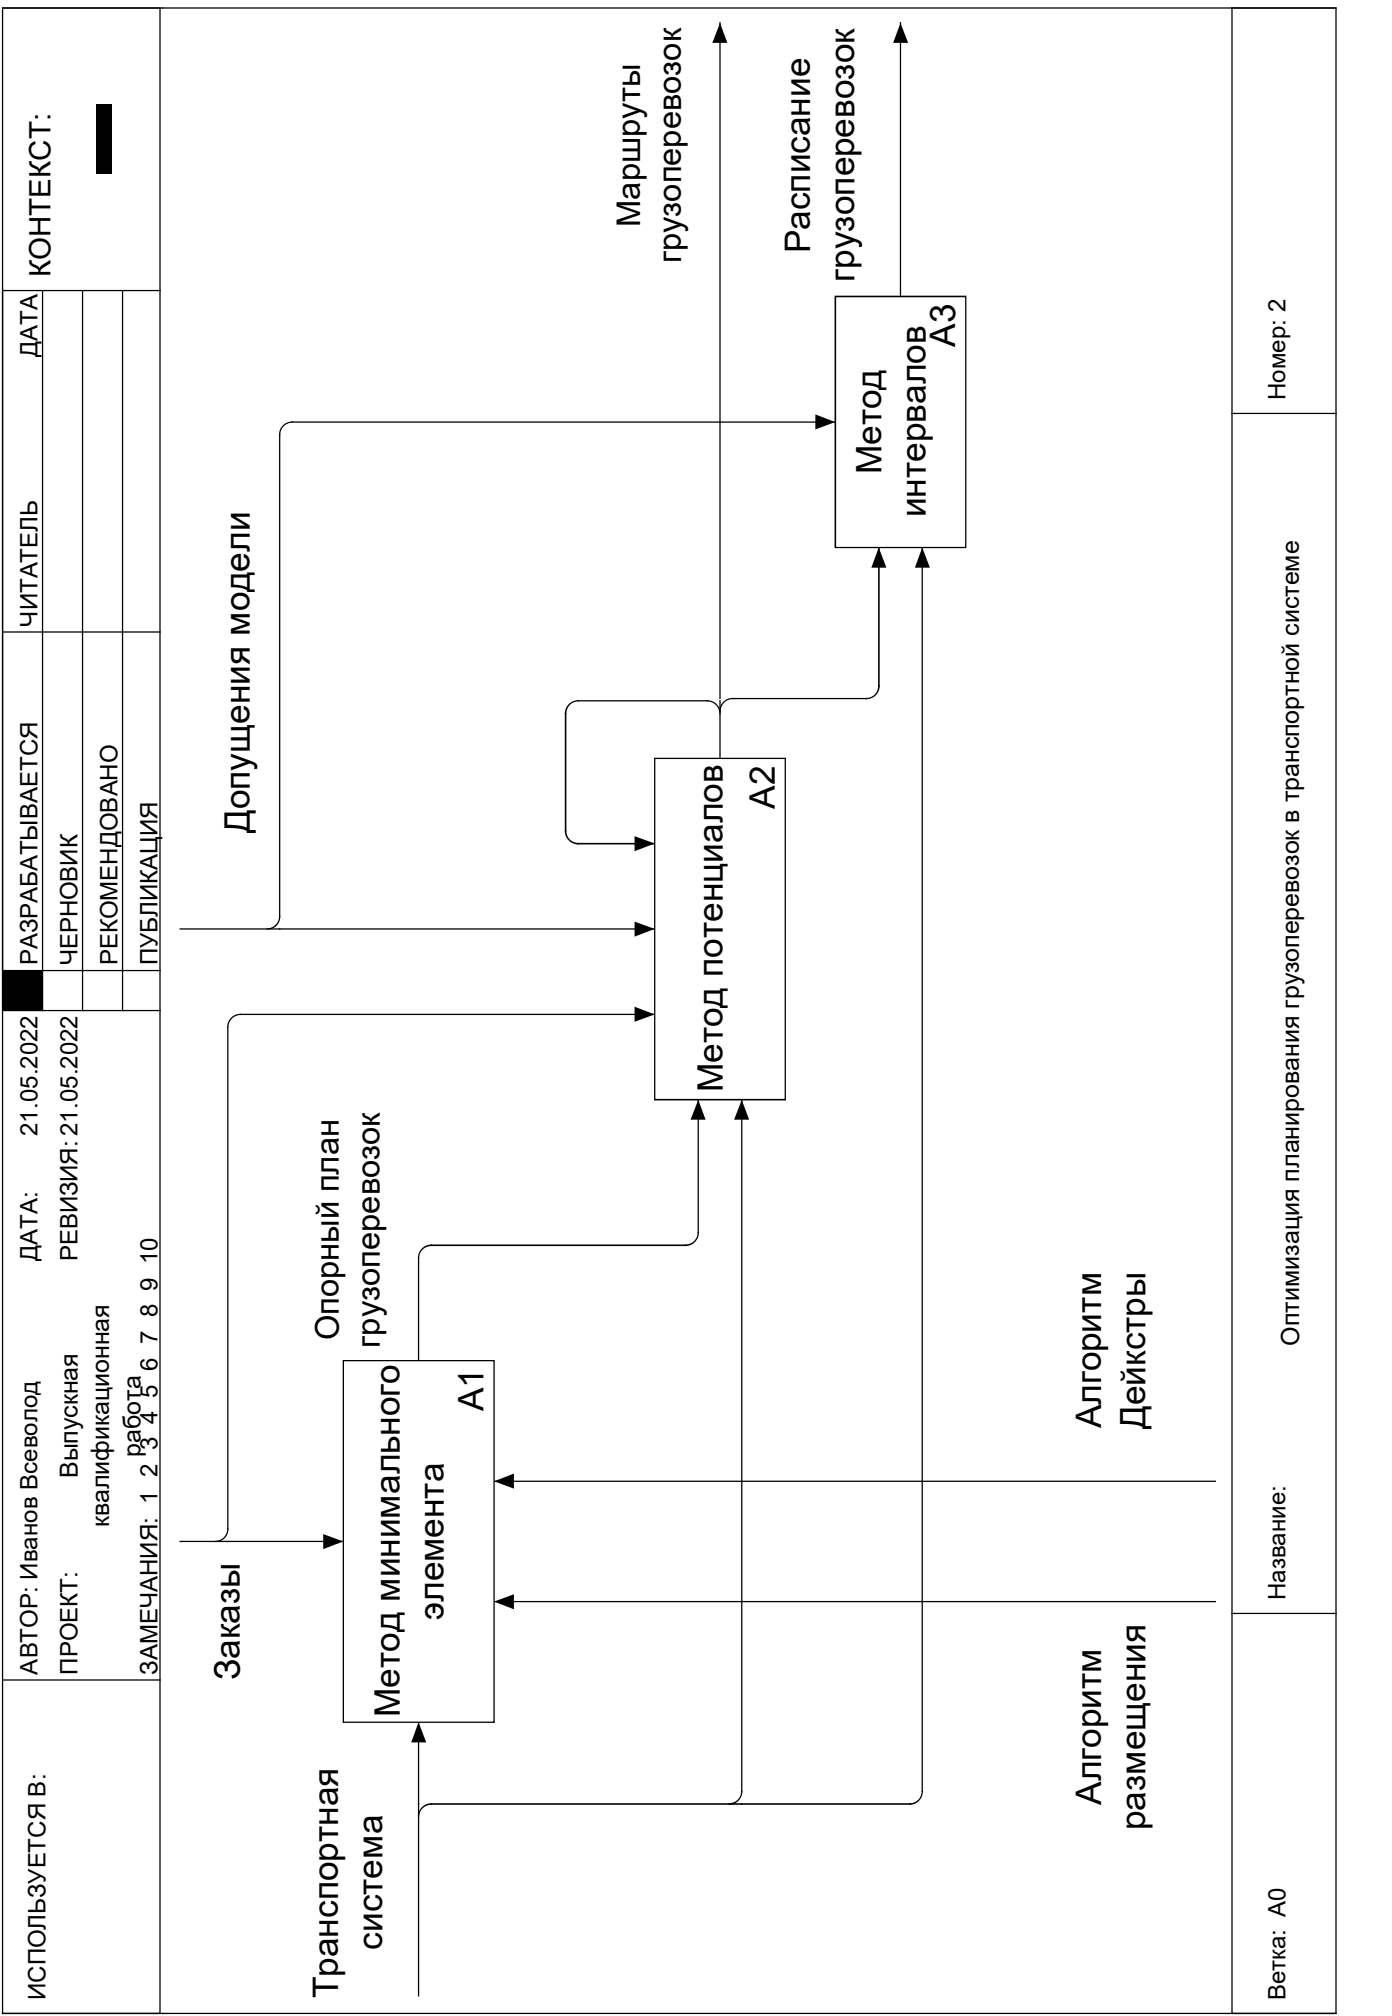 ИСПОЛЬЗУЕТСЯ В:
АВТОР: Иванов Всеволод
ДАТА: 21.05.2022
ПРОЕКТ: Выпускная
квалификационная
работа
РЕВИЗИЯ: 21.05.2022
ЗАМЕЧАНИЯ: 1 2 3 4 5 6 7 8 9 10
РАЗРАБАТЫВАЕТСЯ
ЧЕРНОВИК
РЕКОМЕНДОВАНО
ПУБЛИКАЦИЯ
ЧИТАТЕЛЬ
ДАТА
КОНТЕКСТ:
Заказы
Допущения модели
Транспортная
система
Метод минимального
элемента
A1
Опорный план
грузоперевозок
Метод потенциалов
A2
Метод
интервалов
A3
Маршруты
грузоперевозок
Расписание
грузоперевозок
Алгоритм
размещения
Алгоритм
Дейкстры
Ветка: A0
Название:
Оптимизация планирования грузоперевозок в транспортной системе
Номер: 2